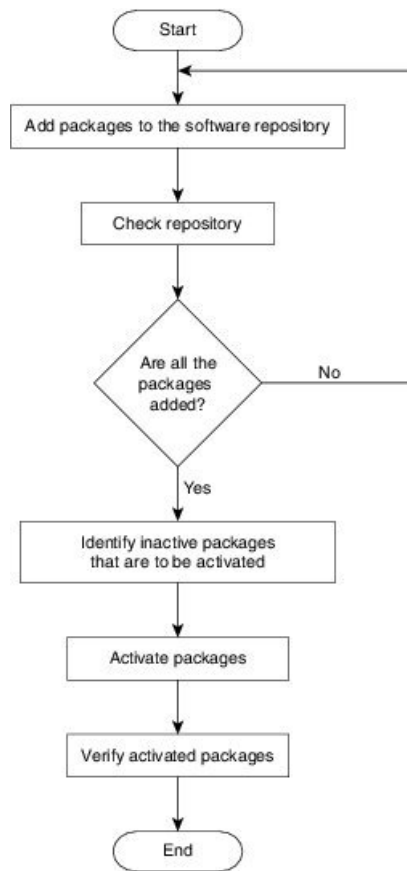 Start
Add packages to the software repository
Check repository
Are all the
packages
added?
No
Yes
Identify inactive packages
that are to be activated
Activate packages
Verify activated packages
End